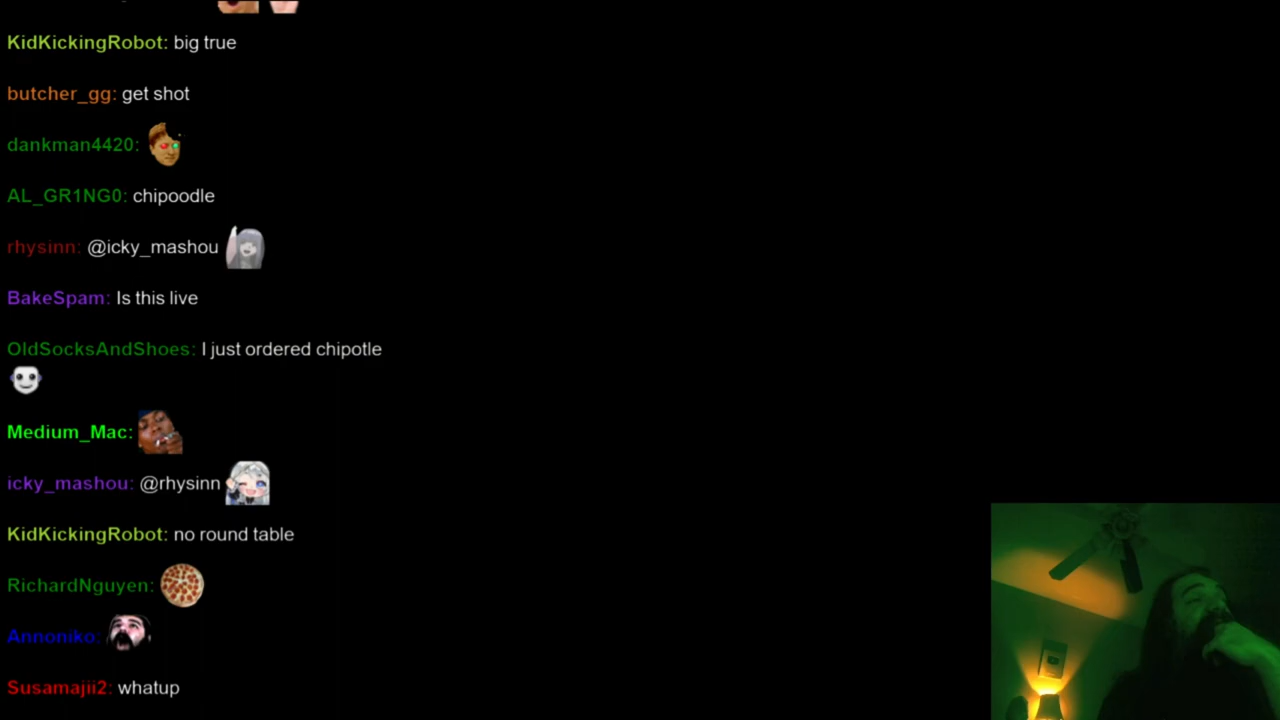 KidKickingRobot: big true
butcher_gg: get shot
dankman4420:
AL_GR1NG0: chipoodle
rhysinn: @icky_mashou
BakeSpam: Is this live
OldSocksAndShoes: I just ordered chipotle
Medium_Mac:
icky_mashou: @rhysinn
KidKickingRobot: no round table
RichardNguyen:
Annoniko:
Susamajii2: whatup